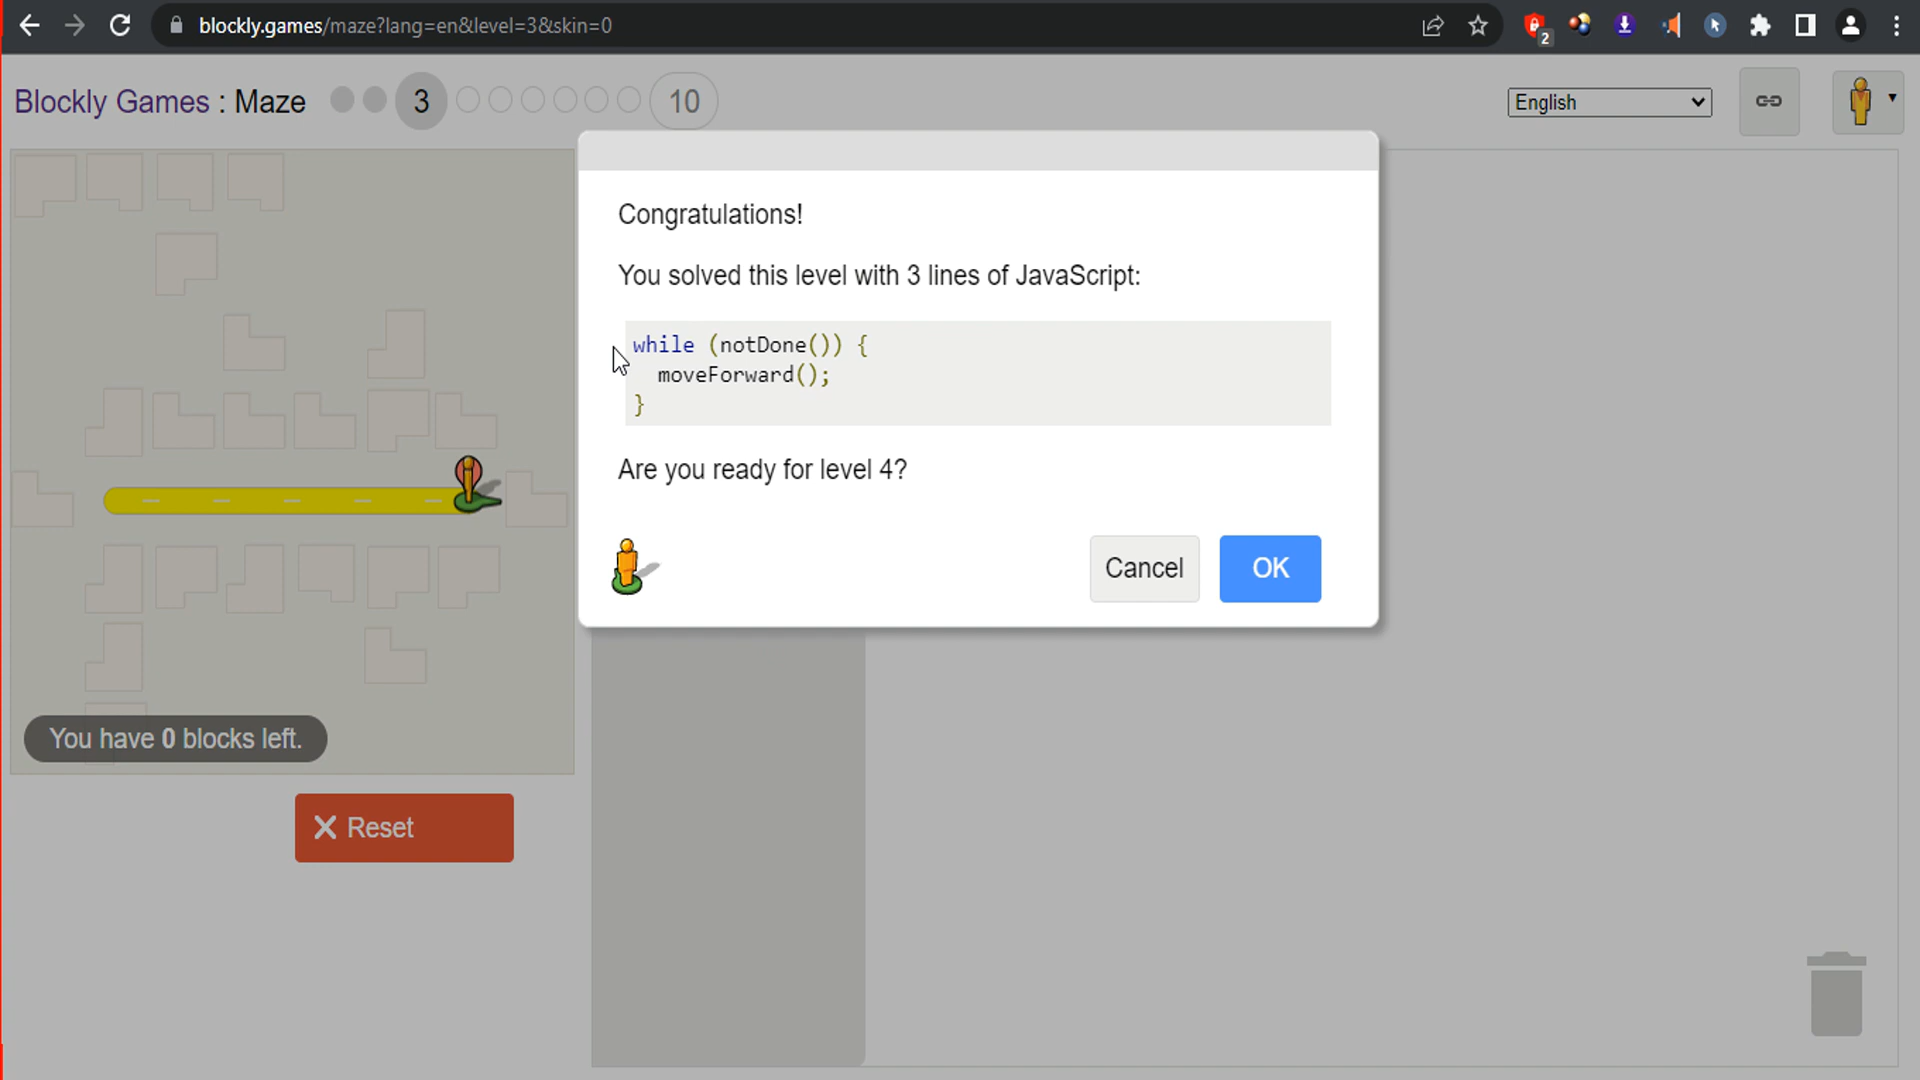 blockly.games/maze?lang=en&level=3&skin=0
2
Blockly Games : Maze 3 10
English
Congratulations!
You solved this level with 3 lines of JavaScript:
while (notDone()) {
  moveForward();
}
Are you ready for level 4?
Cancel OK
You have 0 blocks left.
Reset